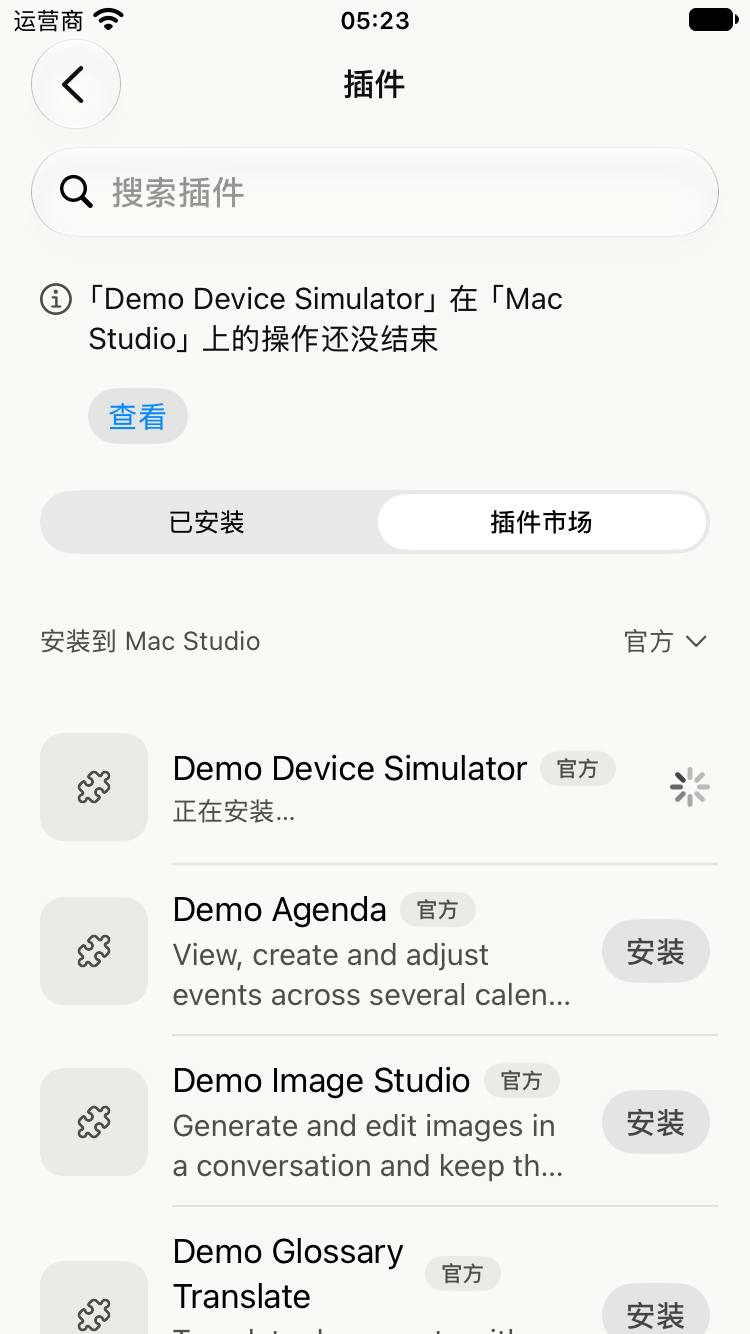 运营商
05:23
插件
搜索插件
「Demo Device Simulator」在「Mac
Studio」上的操作还没结束
查看
已安装
插件市场
安装到 Mac Studio
官方
Demo Device Simulator
官方
正在安装...
Demo Agenda
官方
View, create and adjust
events across several calen...
安装
Demo Image Studio
官方
Generate and edit images in
a conversation and keep th...
安装
Demo Glossary
Translate
官方
安装